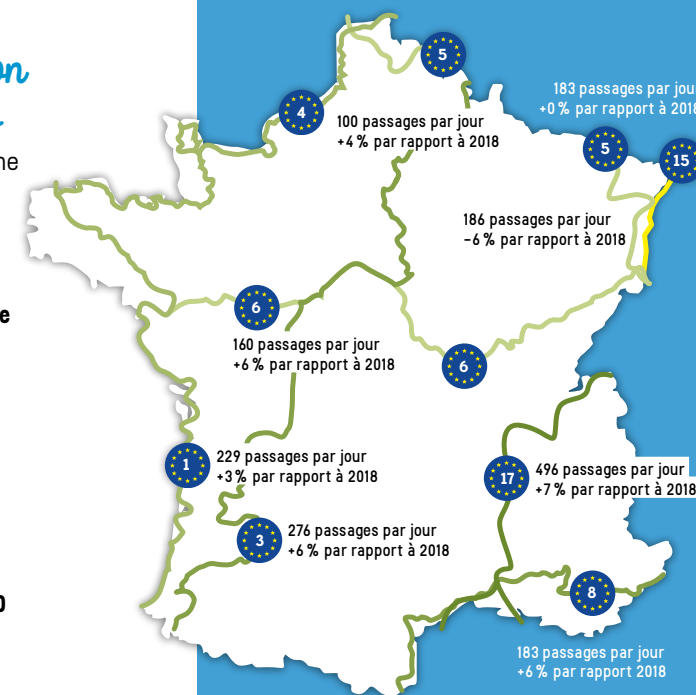 on
ne
e
0
5
4
100 passages par jour
+4 % par rapport à 2018
183 passages par jour
+0 % par rapport à 2018
5
15
186 passages par jour
-6 % par rapport à 2018
6
160 passages par jour
+6 % par rapport à 2018
6
1
229 passages par jour
+3 % par rapport à 2018
17
496 passages par jour
+7 % par rapport à 2018
3
276 passages par jour
+6 % par rapport à 2018
8
183 passages par jour
+6 % par rapport 2018